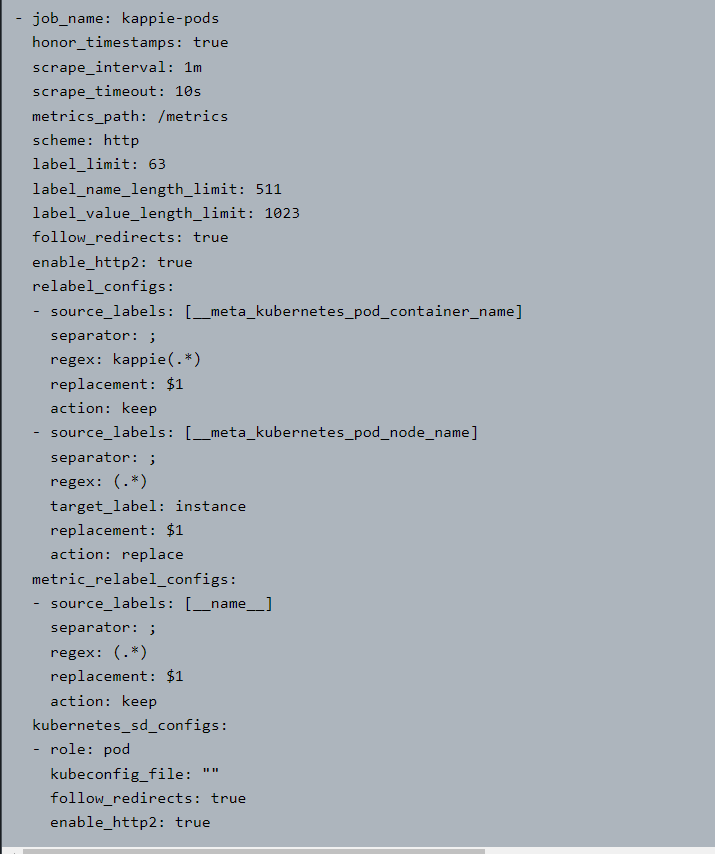 - job_name: kappie-pods
  honor_timestamps: true
  scrape_interval: 1m
  scrape_timeout: 10s
  metrics_path: /metrics
  scheme: http
  label_limit: 63
  label_name_length_limit: 511
  label_value_length_limit: 1023
  follow_redirects: true
  enable_http2: true
  relabel_configs:
  - source_labels: [__meta_kubernetes_pod_container_name]
    separator: ;
    regex: kappie(.*)
    replacement: $1
    action: keep
  - source_labels: [__meta_kubernetes_pod_node_name]
    separator: ;
    regex: (.*)
    target_label: instance
    replacement: $1
    action: replace
  metric_relabel_configs:
  - source_labels: [__name__]
    separator: ;
    regex: (.*)
    replacement: $1
    action: keep
  kubernetes_sd_configs:
  - role: pod
    kubeconfig_file: ""
    follow_redirects: true
    enable_http2: true